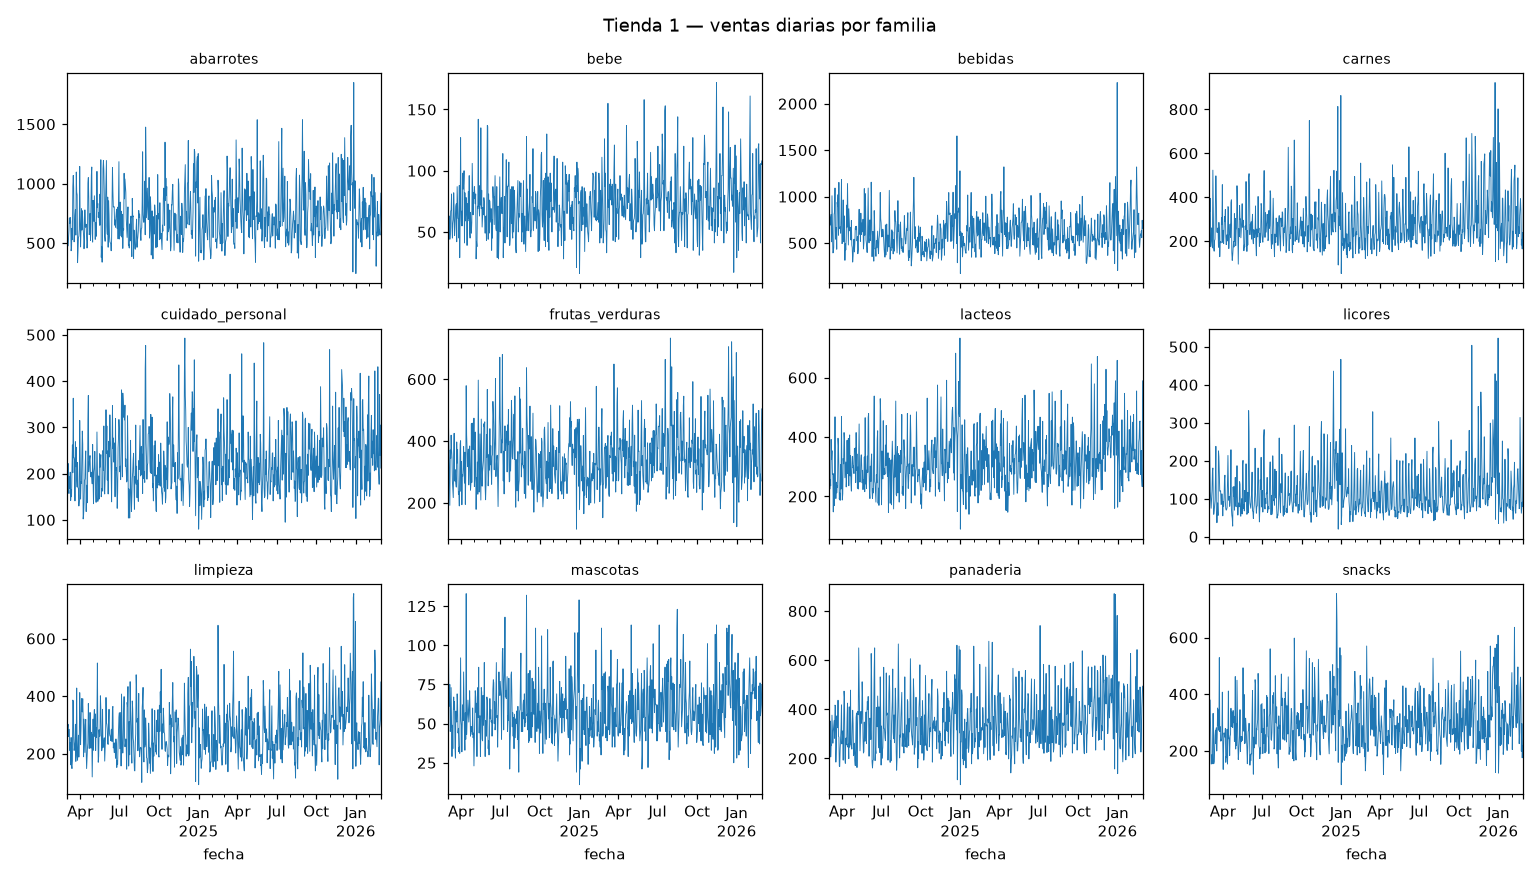 Tienda 1 — ventas diarias por familia
abarrotes
1500
1000
500
bebe
150
100
50
bebidas
2000
1500
1000
500
carnes
800
600
400
200
cuidado_personal
500
400
300
200
100
frutas_verduras
600
400
200
lacteos
600
400
200
licores
500
400
300
200
100
0
limpieza
600
400
200
Apr Jul Oct Jan Apr Jul Oct Jan
2025 2026
fecha
mascotas
125
100
75
50
25
Apr Jul Oct Jan Apr Jul Oct Jan
2025 2026
fecha
panaderia
800
600
400
200
Apr Jul Oct Jan Apr Jul Oct Jan
2025 2026
fecha
snacks
600
400
200
Apr Jul Oct Jan Apr Jul Oct Jan
2025 2026
fecha